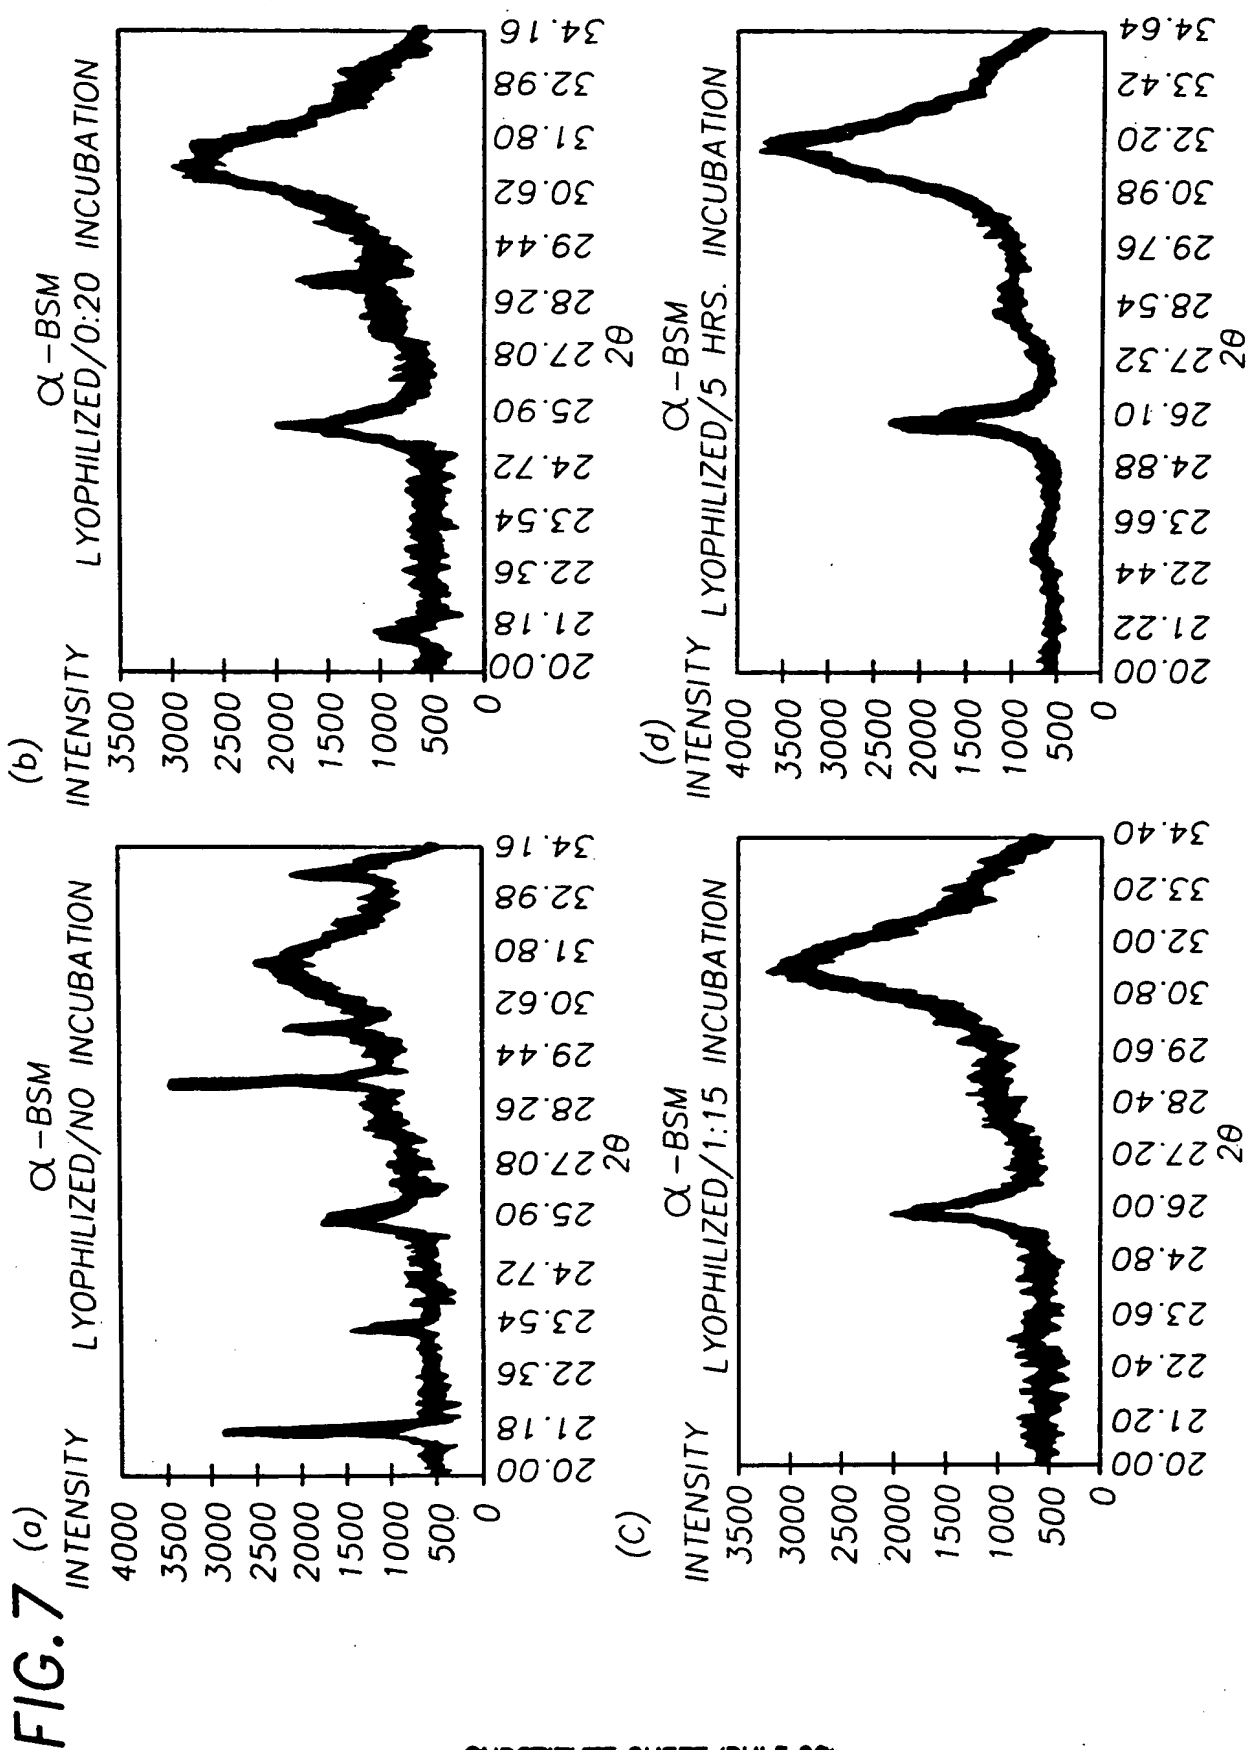 FIG. 7
(a)
α-BSM
LYOPHILIZED/NO INCUBATION
INTENSITY
4000
3500
3000
2500
2000
1500
1000
500
0
20.00 21.18 22.36 23.54 24.72 25.90 27.08 28.26 29.44 30.62 31.80 32.98 34.16
2θ
(b)
α-BSM
LYOPHILIZED/0:20 INCUBATION
INTENSITY
3500
3000
2500
2000
1500
1000
500
0
20.00 21.18 22.36 23.54 24.72 25.90 27.08 28.26 29.44 30.62 31.80 32.98 34.16
2θ
(c)
α-BSM
LYOPHILIZED/1:15 INCUBATION
INTENSITY
3500
3000
2500
2000
1500
1000
500
0
20.00 21.20 22.40 23.60 24.80 26.00 27.20 28.40 29.60 30.80 32.00 33.20 34.40
2θ
(d)
α-BSM
INTENSITY LYOPHILIZED/5 HRS. INCUBATION
4000
3500
3000
2500
2000
1500
1000
500
0
20.00 21.22 22.44 23.66 24.88 26.10 27.32 28.54 29.76 30.98 32.20 33.42 34.64
2θ